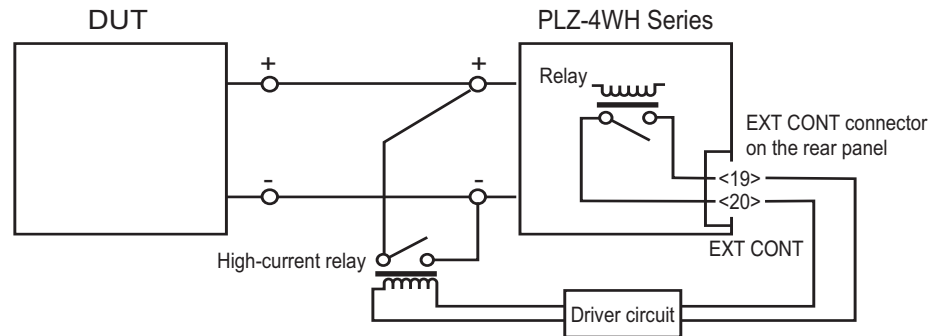 DUT
PLZ-4WH Series
+
+
Relay
EXT CONT connector
on the rear panel
<19>
-
-
<20>
EXT CONT
High-current relay
Driver circuit